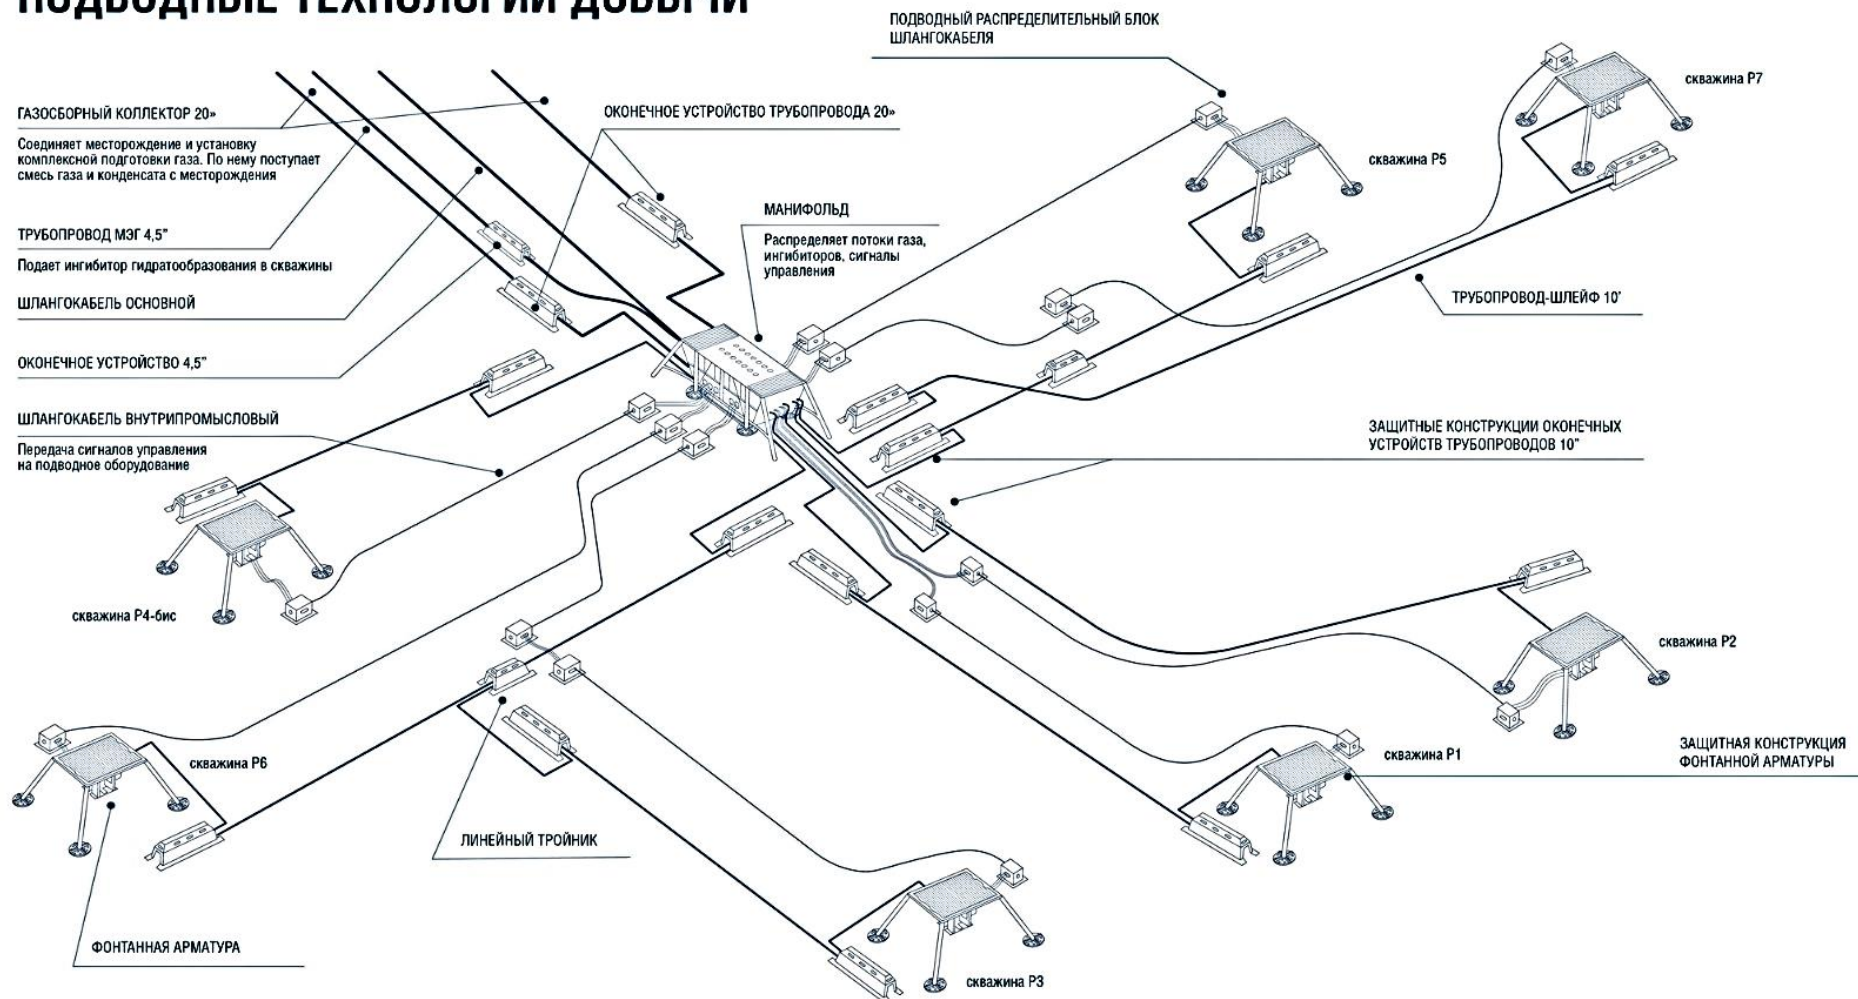 ПОДВОДНЫЕ ТЕХНОЛОГИИ ДОБЫЧИ
ПОДВОДНЫЙ РАСПРЕДЕЛИТЕЛЬНЫЙ БЛОК
ШЛАНГОКАБЕЛЯ
скважина Р7
ГАЗОСБОРНЫЙ КОЛЛЕКТОР 20»
Соединяет месторождение и установку
комплексной подготовки газа. По нему поступает
смесь газа и конденсата с месторождения
ОКОНЕЧНОЕ УСТРОЙСТВО ТРУБОПРОВОДА 20»
скважина Р5
МАНИФОЛЬД
Распределяет потоки газа,
ингибиторов, сигналы
управления
ТРУБОПРОВОД МЭГ 4,5"
Подает ингибитор гидратообразования в скважины
ШЛАНГОКАБЕЛЬ ОСНОВНОЙ
ТРУБОПРОВОД-ШЛЕЙФ 10'
ОКОНЕЧНОЕ УСТРОЙСТВО 4,5"
ШЛАНГОКАБЕЛЬ ВНУТРИПРОМЫСЛОВЫЙ
Передача сигналов управления
на подводное оборудование
ЗАЩИТНЫЕ КОНСТРУКЦИИ ОКОНЕЧНЫХ
УСТРОЙСТВ ТРУБОПРОВОДОВ 10"
скважина Р4-бис
скважина Р2
скважина Р6
скважина Р1
ЗАЩИТНАЯ КОНСТРУКЦИЯ
ФОНТАННОЙ АРМАТУРЫ
ЛИНЕЙНЫЙ ТРОЙНИК
ФОНТАННАЯ АРМАТУРА
скважина Р3